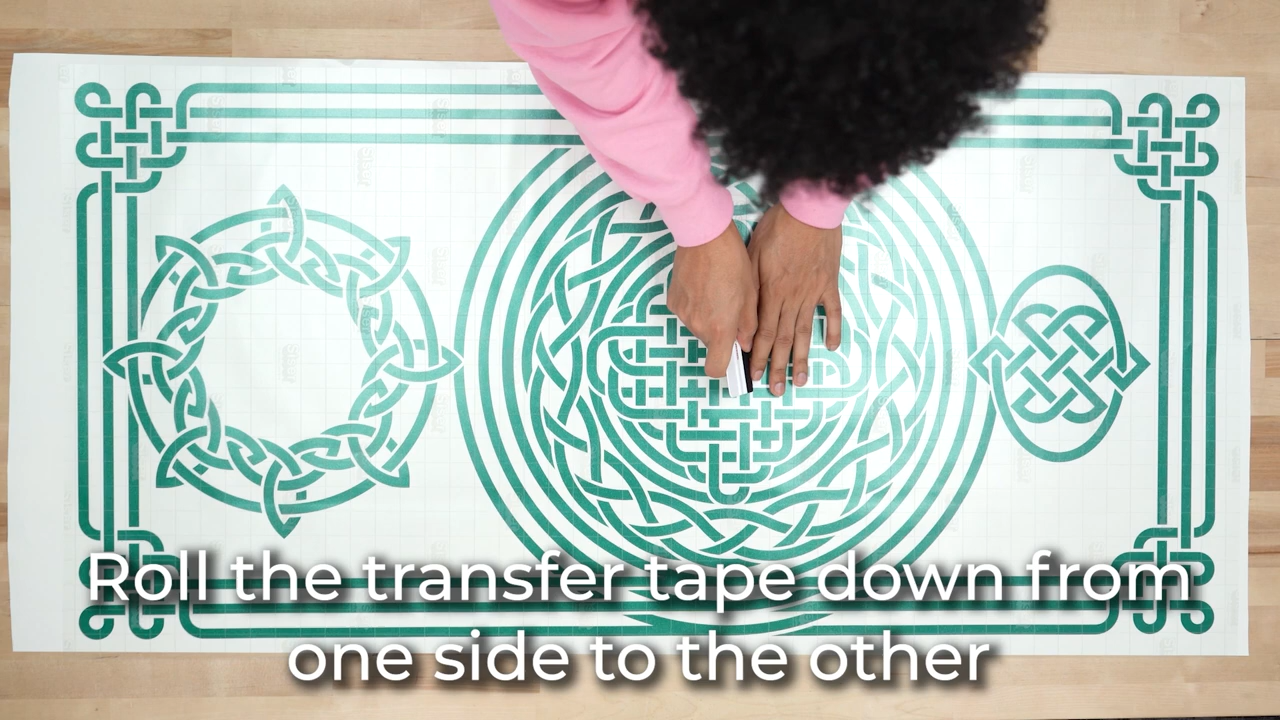 Roll the transfer tape down from
one side to the other